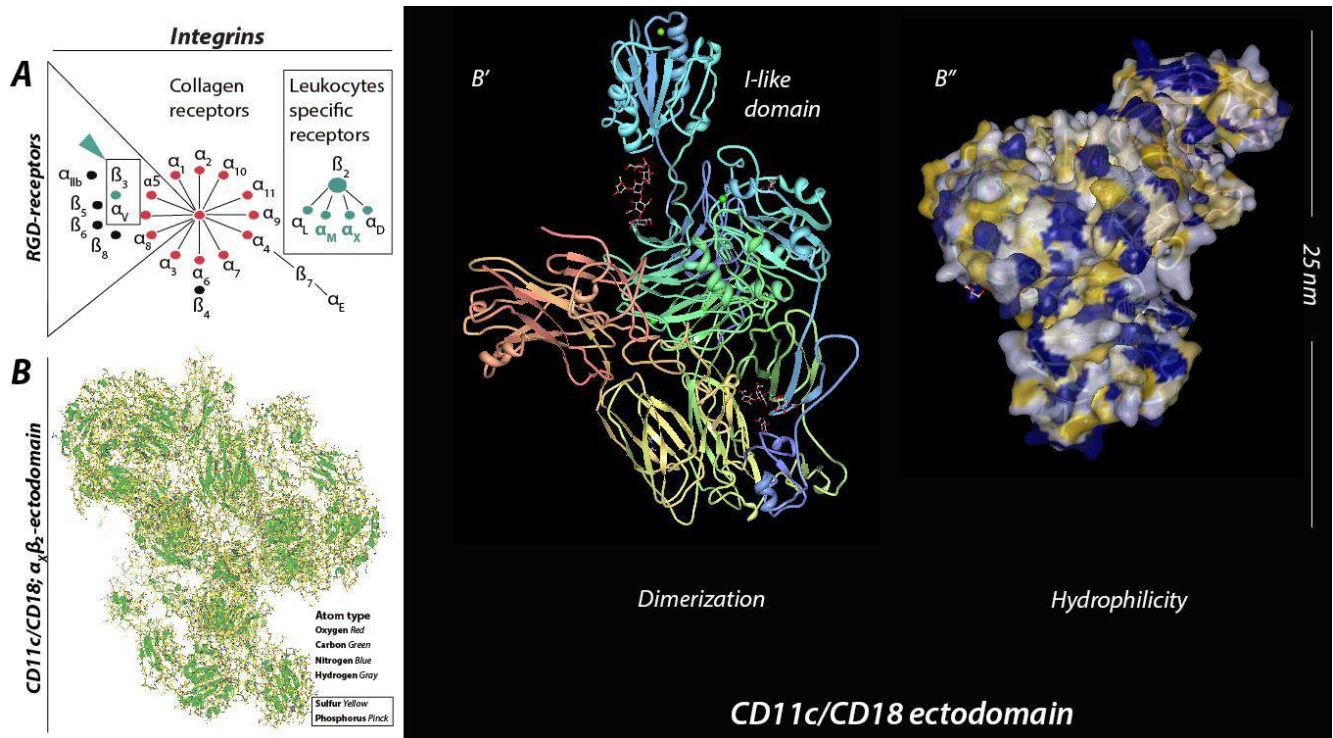 Integrins
A
RGD-receptors
Collagen
receptors
Leukocytes
specific
receptors
αIIb
ß3
ß5
αV
ß6
ß8
α5
α1
α2
α10
α11
α9
α4
α7
α6
α3
α8
ß4
ß7
αE
ß2
αL
αM
αX
αD
B
CD11c/CD18; αXβ2-ectodomain
Atom type
Oxygen Red
Carbon Green
Nitrogen Blue
Hydrogen Gray
Sulfur Yellow
Phosphorus Pinck
B'
I-like
domain
B"
25 nm
Dimerization
Hydrophilicity
CD11c/CD18 ectodomain